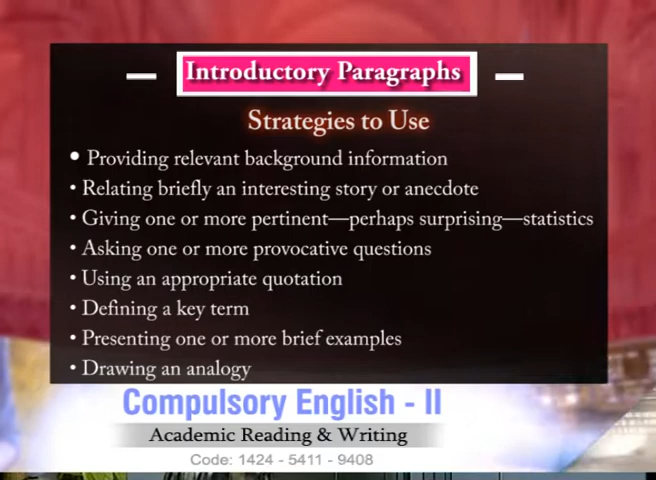 Introductory Paragraphs
Strategies to Use
• Providing relevant background information
• Relating briefly an interesting story or anecdote
• Giving one or more pertinent—perhaps surprising—statistics
• Asking one or more provocative questions
• Using an appropriate quotation
• Defining a key term
• Presenting one or more brief examples
• Drawing an analogy
Compulsory English - II
Academic Reading & Writing
Code: 1424 - 5411 - 9408